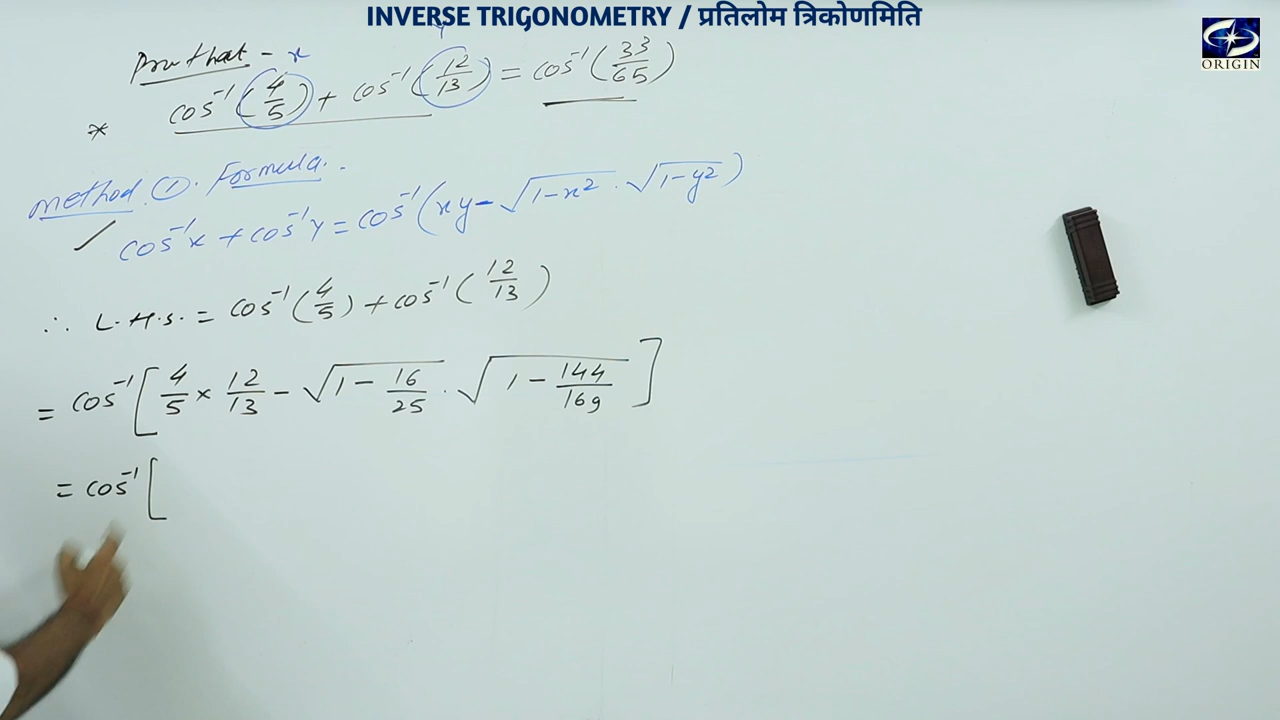 INVERSE TRIGONOMETRY / प्रतिलोम त्रिकोणमिति
ORIGIN
Prove that - x y
* cos⁻¹(4/5) + cos⁻¹(12/13) = cos⁻¹(33/65)
method ①. Formula.
✓ cos⁻¹x + cos⁻¹y = cos⁻¹(xy - √(1-x²) . √(1-y²))
∴ L.H.s. = cos⁻¹(4/5) + cos⁻¹(12/13)
= cos⁻¹[4/5 × 12/13 - √(1 - 16/25) . √(1 - 144/169)]
= cos⁻¹[